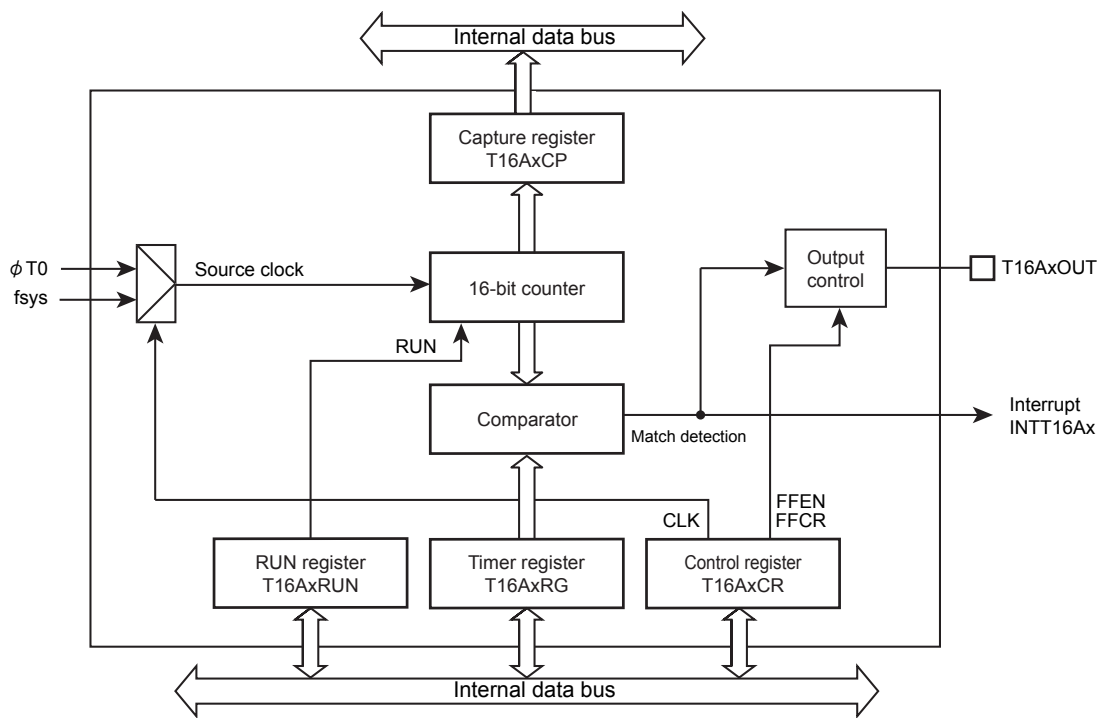 Internal data bus
Capture register
T16AxCP
φT0
fsys
Source clock
16-bit counter
Output
control
T16AxOUT
RUN
Comparator
Match detection
Interrupt
INTT16Ax
CLK
FFEN
FFCR
RUN register
T16AxRUN
Timer register
T16AxRG
Control register
T16AxCR
Internal data bus